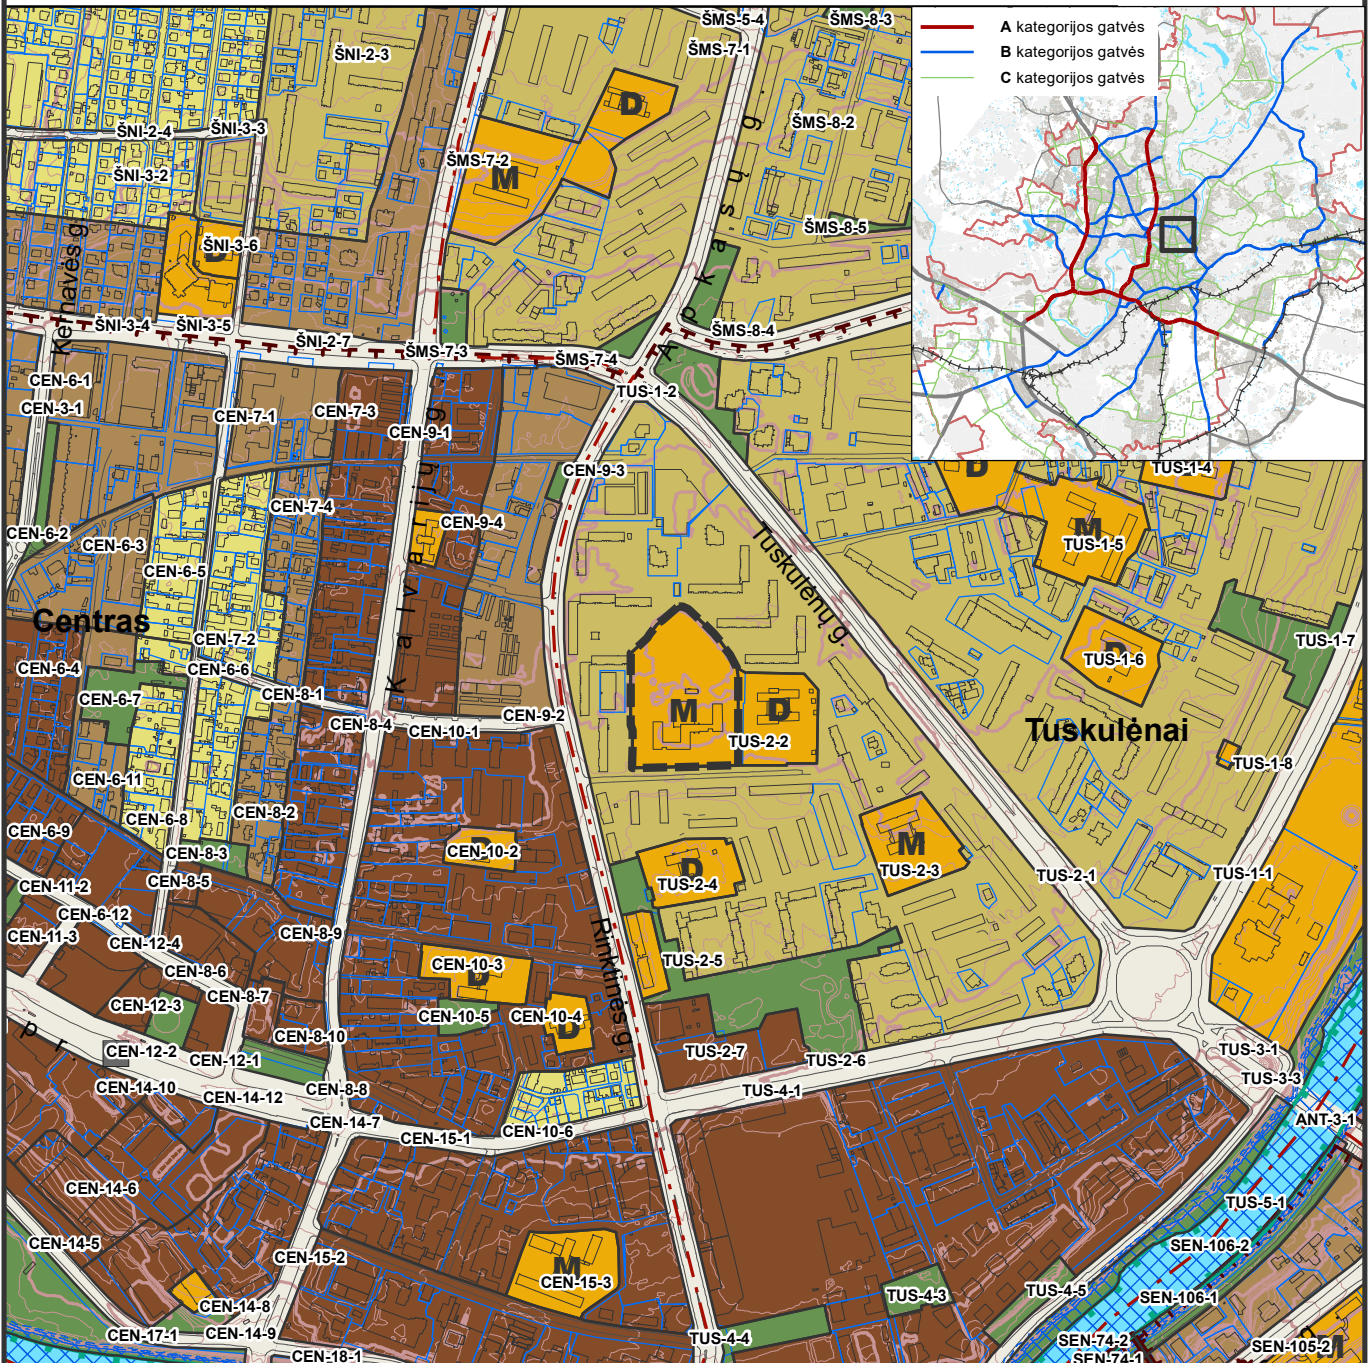 A kategorijos gatvės
B kategorijos gatvės
C kategorijos gatvės
ŠMS-5-4
ŠMS-8-3
ŠNI-2-3
ŠMS-7-1
D
ŠMS-8-2
ŠNI-2-4
ŠNI-3-3
ŠMS-7-2
M
ŠNI-3-2
Apkasų g
ŠMS-8-5
ŠNI-3-6
Kernavės g.
ŠNI-3-4
ŠNI-3-5
ŠNI-2-7
ŠMS-7-3
ŠMS-7-4
ŠMS-8-4
CEN-6-1
TUS-1-2
CEN-3-1
CEN-7-1
CEN-7-3
CEN-9-1
CEN-9-3
D
TUS-1-4
CEN-7-4
CEN-9-4
CEN-6-2
CEN-6-3
Kalvarijų g
Tuskulėnų g
M
TUS-1-5
CEN-6-5
Centras
CEN-7-2
TUS-1-7
CEN-6-4
CEN-6-6
D
TUS-1-6
CEN-6-7
CEN-8-1
CEN-8-4
CEN-10-1
CEN-9-2
M
D
Tuskulėnai
TUS-2-2
TUS-1-8
CEN-6-11
CEN-8-2
CEN-6-8
CEN-6-9
CEN-8-3
D
CEN-10-2
M
CEN-8-5
D
TUS-2-4
TUS-2-3
TUS-2-1
TUS-1-1
CEN-11-2
CEN-6-12
CEN-8-9
Rinktinės g.
CEN-11-3
CEN-12-4
CEN-8-6
CEN-10-3
D
TUS-2-5
CEN-8-7
CEN-12-3
CEN-10-5
CEN-10-4
D
P r.
CEN-8-10
CEN-12-2
CEN-12-1
TUS-2-7
TUS-2-6
TUS-3-1
CEN-14-10
CEN-14-12
CEN-8-8
TUS-4-1
TUS-3-3
CEN-14-7
CEN-15-1
CEN-10-6
ANT-3-1
CEN-14-6
TUS-5-1
CEN-14-5
CEN-15-2
M
CEN-15-3
SEN-106-2
CEN-14-8
TUS-4-3
TUS-4-5
SEN-106-1
CEN-17-1
CEN-14-9
TUS-4-4
SEN-74-2
SEN-105-2
M
CEN-18-1
SEN-74-1